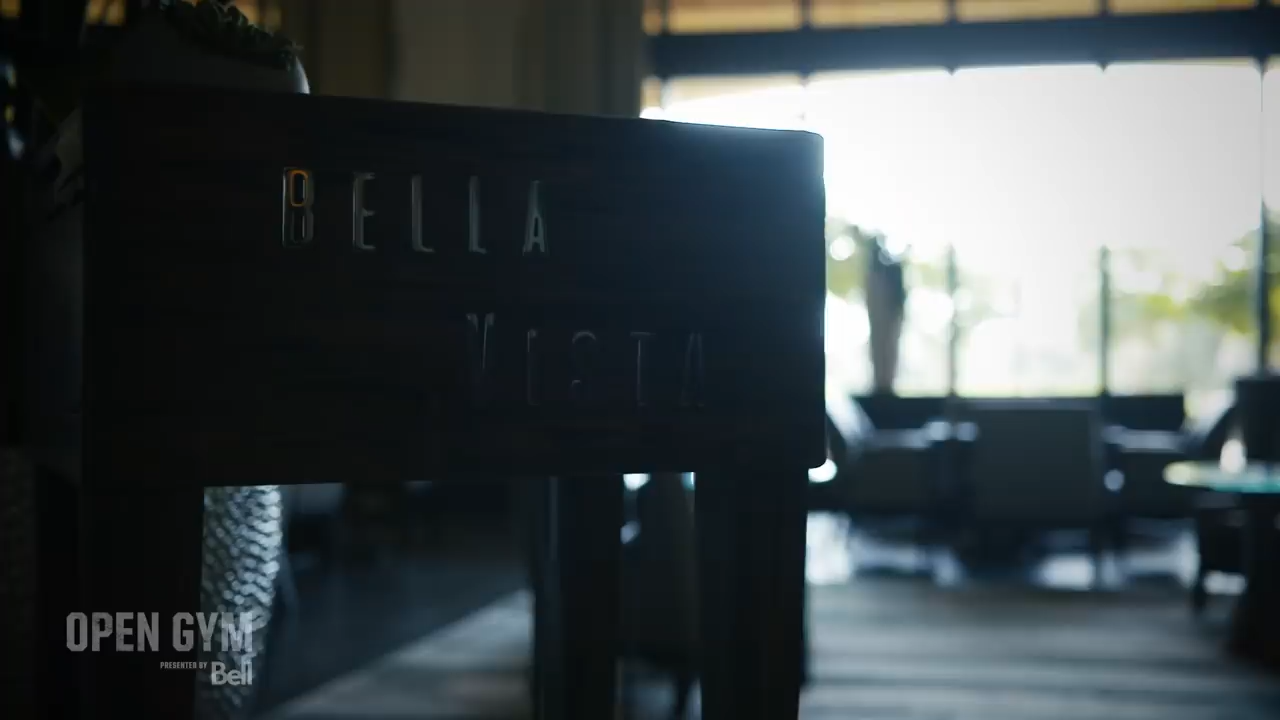 BELLA
VISTA
OPEN GYM
PRESENTED BY
Bell